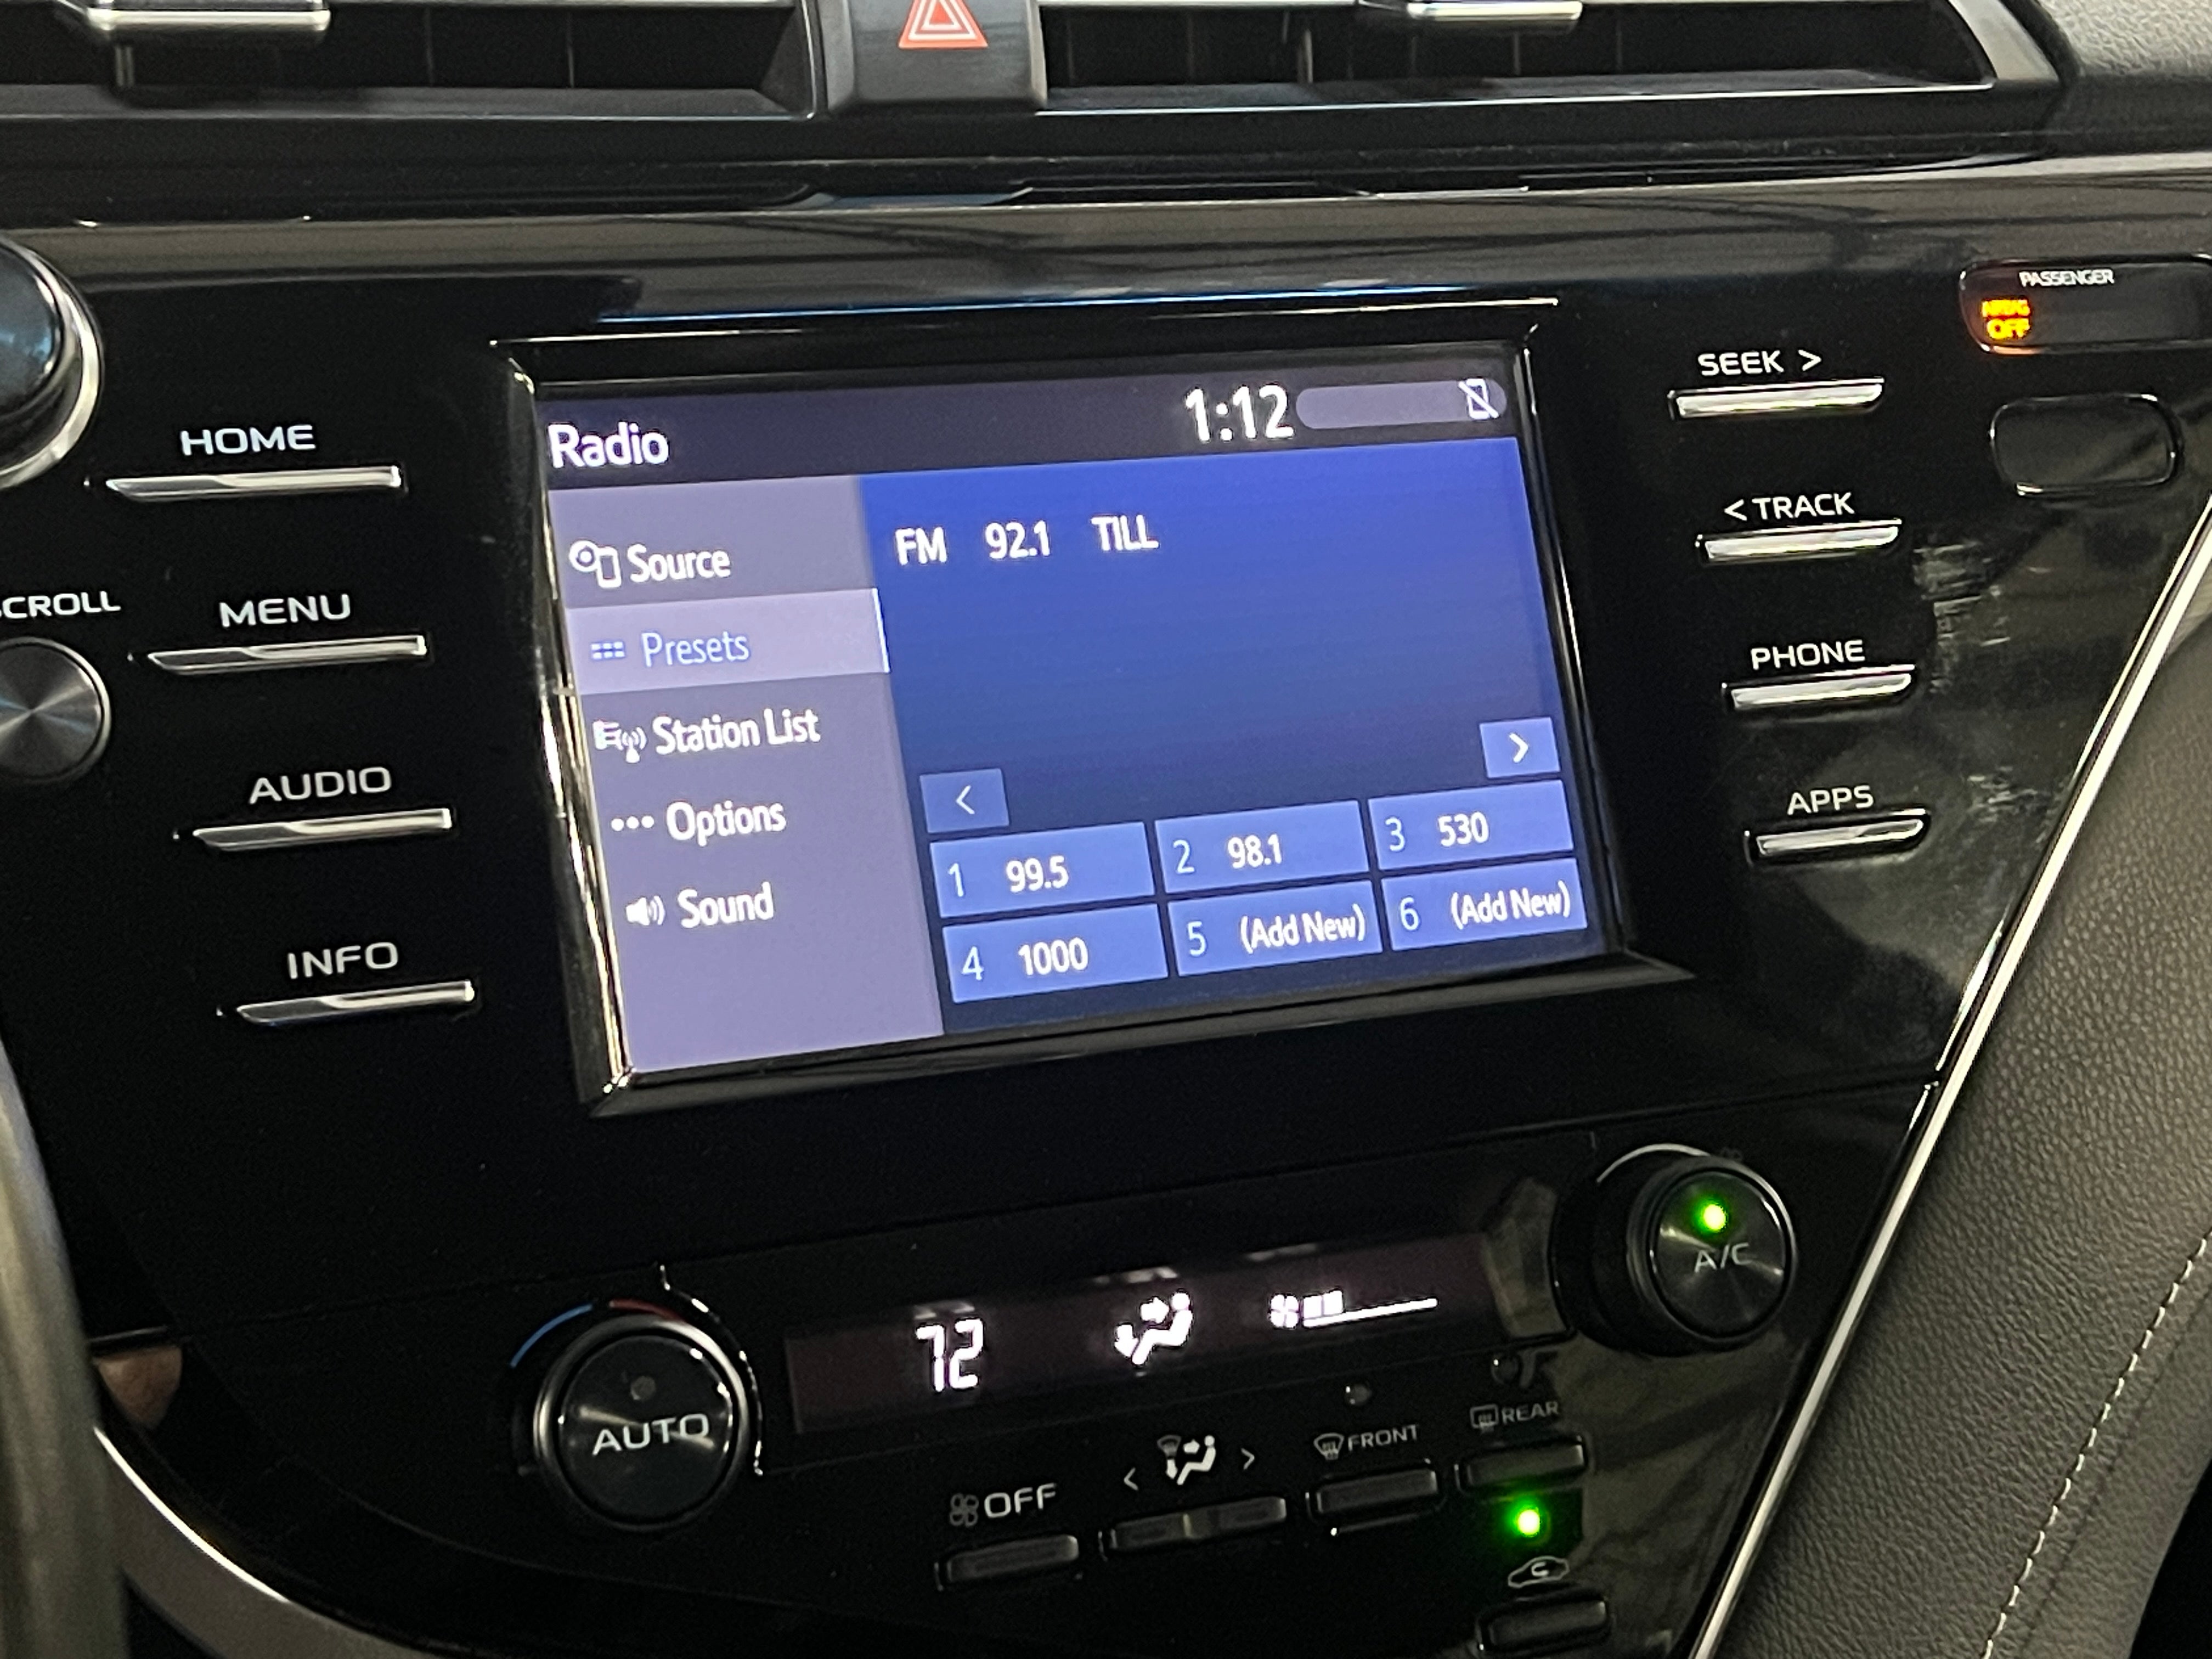 PASSENGER
AIRBAG
OFF
HOME
MENU
SCROLL
AUDIO
INFO
Radio
1:12
Source
Presets
Station List
Options
Sound
FM 92.1 TILL
<
>
1 99.5
2 98.1
3 530
4 1000
5 (Add New)
6 (Add New)
SEEK >
< TRACK
PHONE
APPS
72
A/C
AUTO
OFF
< >
FRONT
REAR